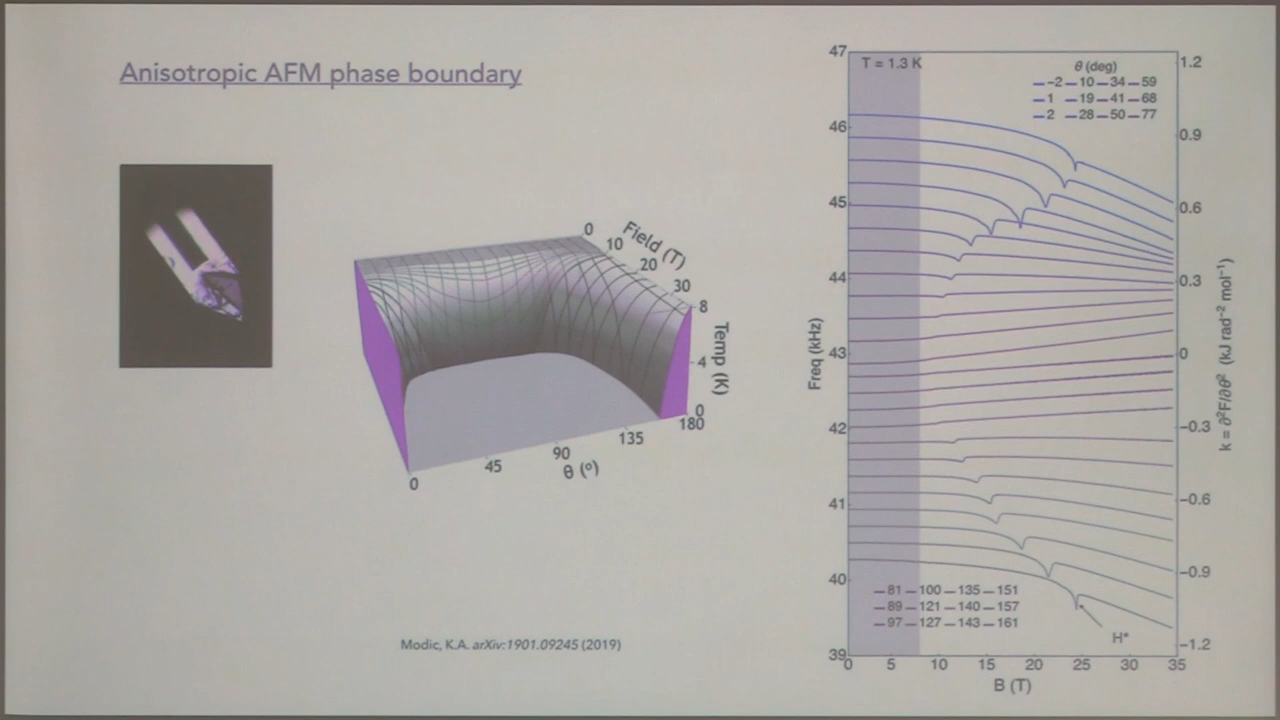 Anisotropic AFM phase boundary
0
10
20
30
Field (T)
8
4
0
Temp (K)
0
45
90
135
180
θ (º)
Modic, K.A. arXiv:1901.09245 (2019)
T = 1.3 K
θ (deg)
−2 10 34 59
1 19 41 68
2 28 50 77
47
46
45
44
43
42
41
40
39
Freq (kHz)
1.2
0.9
0.6
0.3
0
−0.3
−0.6
−0.9
−1.2
k = ∂²F/∂θ² (kJ rad⁻² mol⁻¹)
81 100 135 151
89 121 140 157
97 127 143 161
H*
0 5 10 15 20 25 30 35
B (T)